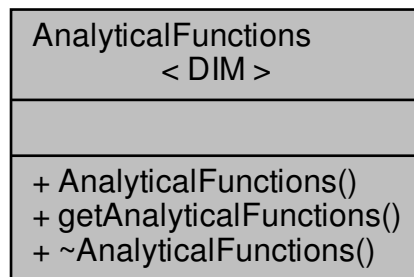 AnalyticalFunctions
< DIM >
+ AnalyticalFunctions()
+ getAnalyticalFunctions()
+ ~AnalyticalFunctions()